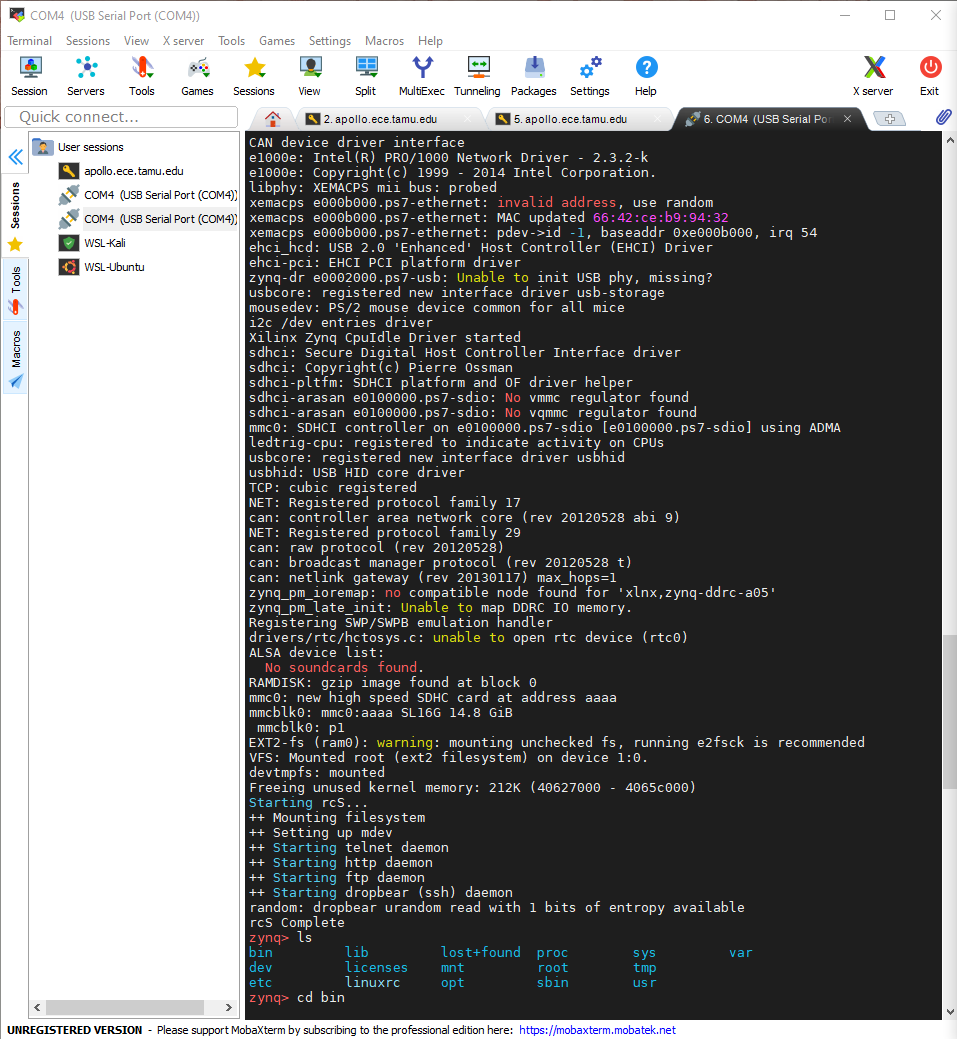 COM4  (USB Serial Port (COM4))
Terminal Sessions View X server Tools Games Settings Macros Help
Session Servers Tools Games Sessions View Split MultiExec Tunneling Packages Settings Help X server Exit
Quick connect...
2. apollo.ece.tamu.edu
5. apollo.ece.tamu.edu
6. COM4  (USB Serial Por
Sessions
Tools
Macros
User sessions
apollo.ece.tamu.edu
COM4  (USB Serial Port (COM4))
COM4  (USB Serial Port (COM4))
WSL-Kali
WSL-Ubuntu
CAN device driver interface
e1000e: Intel(R) PRO/1000 Network Driver - 2.3.2-k
e1000e: Copyright(c) 1999 - 2014 Intel Corporation.
libphy: XEMACPS mii bus: probed
xemacps e000b000.ps7-ethernet: invalid address, use random
xemacps e000b000.ps7-ethernet: MAC updated 66:42:ce:b9:94:32
xemacps e000b000.ps7-ethernet: pdev->id -1, baseaddr 0xe000b000, irq 54
ehci_hcd: USB 2.0 'Enhanced' Host Controller (EHCI) Driver
ehci-pci: EHCI PCI platform driver
zynq-dr e0002000.ps7-usb: Unable to init USB phy, missing?
usbcore: registered new interface driver usb-storage
mousedev: PS/2 mouse device common for all mice
i2c /dev entries driver
Xilinx Zynq CpuIdle Driver started
sdhci: Secure Digital Host Controller Interface driver
sdhci: Copyright(c) Pierre Ossman
sdhci-pltfm: SDHCI platform and OF driver helper
sdhci-arasan e0100000.ps7-sdio: No vmmc regulator found
sdhci-arasan e0100000.ps7-sdio: No vqmmc regulator found
mmc0: SDHCI controller on e0100000.ps7-sdio [e0100000.ps7-sdio] using ADMA
ledtrig-cpu: registered to indicate activity on CPUs
usbcore: registered new interface driver usbhid
usbhid: USB HID core driver
TCP: cubic registered
NET: Registered protocol family 17
can: controller area network core (rev 20120528 abi 9)
NET: Registered protocol family 29
can: raw protocol (rev 20120528)
can: broadcast manager protocol (rev 20120528 t)
can: netlink gateway (rev 20130117) max_hops=1
zynq_pm_ioremap: no compatible node found for 'xlnx,zynq-ddrc-a05'
zynq_pm_late_init: Unable to map DDRC IO memory.
Registering SWP/SWPB emulation handler
drivers/rtc/hctosys.c: unable to open rtc device (rtc0)
ALSA device list:
  No soundcards found.
RAMDISK: gzip image found at block 0
mmc0: new high speed SDHC card at address aaaa
mmcblk0: mmc0:aaaa SL16G 14.8 GiB
 mmcblk0: p1
EXT2-fs (ram0): warning: mounting unchecked fs, running e2fsck is recommended
VFS: Mounted root (ext2 filesystem) on device 1:0.
devtmpfs: mounted
Freeing unused kernel memory: 212K (40627000 - 4065c000)
Starting rcS...
++ Mounting filesystem
++ Setting up mdev
++ Starting telnet daemon
++ Starting http daemon
++ Starting ftp daemon
++ Starting dropbear (ssh) daemon
random: dropbear urandom read with 1 bits of entropy available
rcS Complete
zynq> ls
bin         lib         lost+found  proc        sys         var
dev         licenses    mnt         root        tmp
etc         linuxrc     opt         sbin        usr
zynq> cd bin
UNREGISTERED VERSION  -  Please support MobaXterm by subscribing to the professional edition here:  https://mobaxterm.mobatek.net